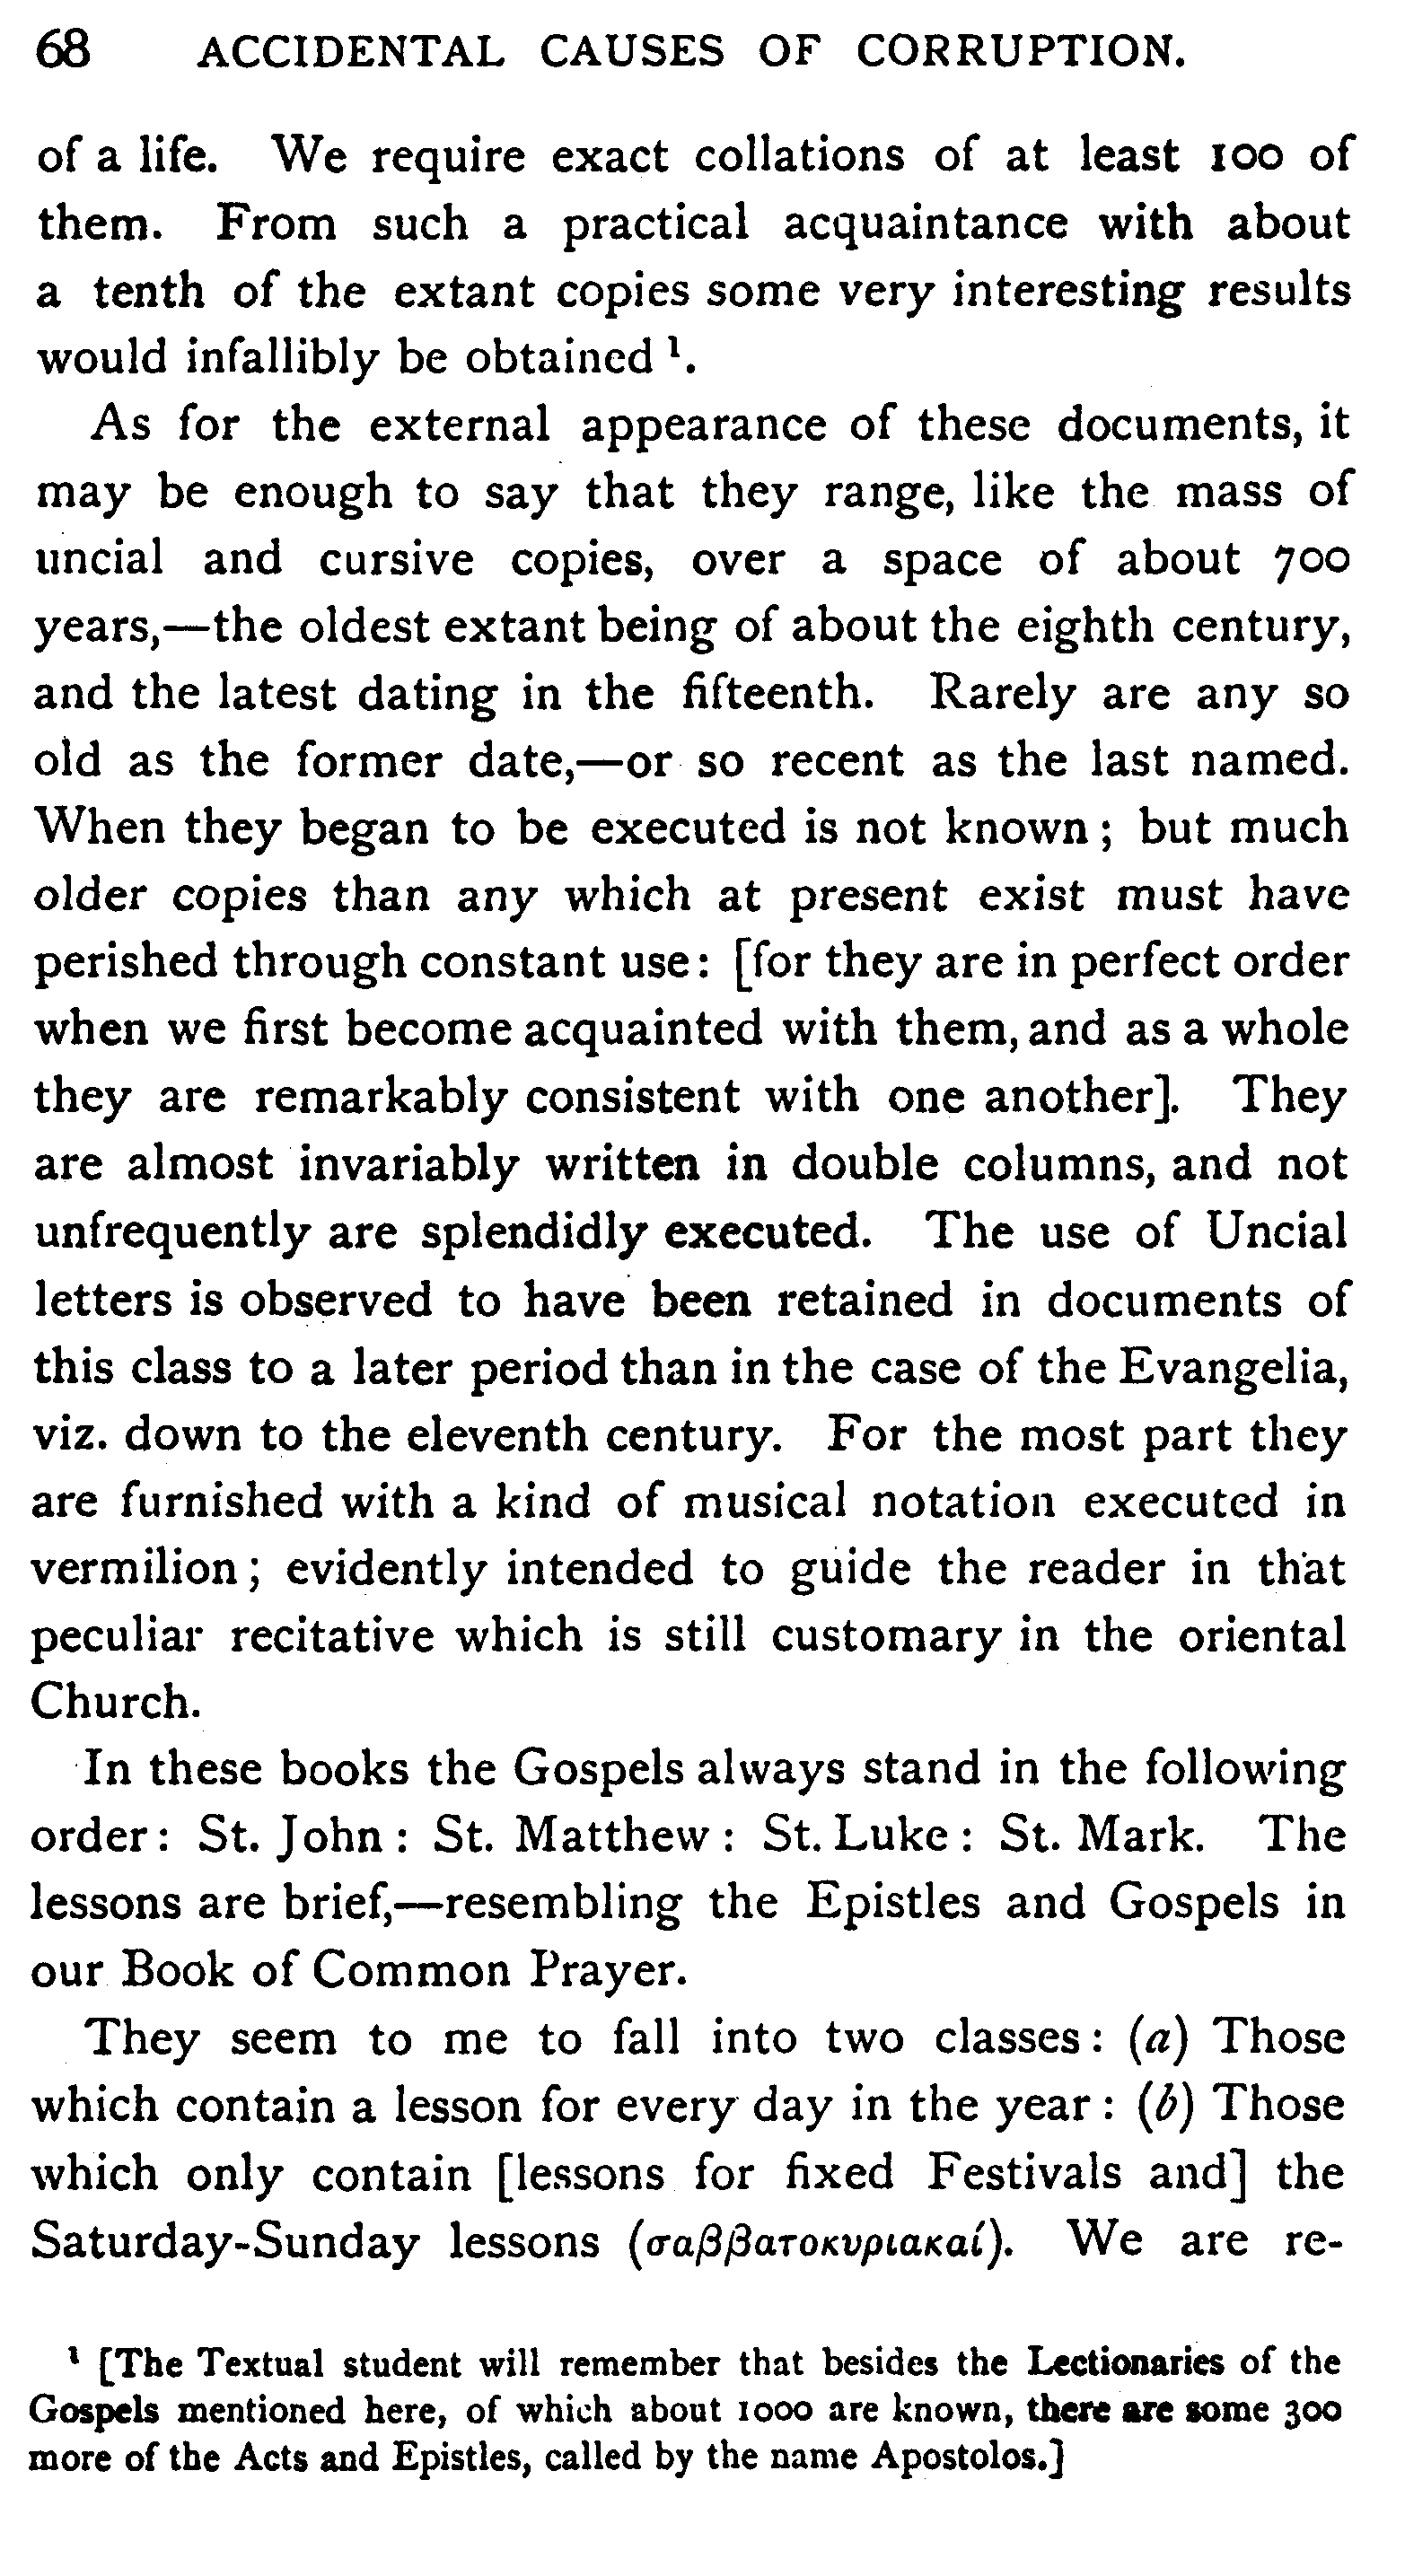 68 ACCIDENTAL CAUSES OF CORRUPTION.
of a life. We require exact collations of at least 100 of
them. From such a practical acquaintance with about
a tenth of the extant copies some very interesting results
would infallibly be obtained ¹.
As for the external appearance of these documents, it
may be enough to say that they range, like the mass of
uncial and cursive copies, over a space of about 700
years,—the oldest extant being of about the eighth century,
and the latest dating in the fifteenth. Rarely are any so
old as the former date,—or so recent as the last named.
When they began to be executed is not known; but much
older copies than any which at present exist must have
perished through constant use: [for they are in perfect order
when we first become acquainted with them, and as a whole
they are remarkably consistent with one another]. They
are almost invariably written in double columns, and not
unfrequently are splendidly executed. The use of Uncial
letters is observed to have been retained in documents of
this class to a later period than in the case of the Evangelia,
viz. down to the eleventh century. For the most part they
are furnished with a kind of musical notation executed in
vermilion; evidently intended to guide the reader in that
peculiar recitative which is still customary in the oriental
Church.
In these books the Gospels always stand in the following
order: St. John: St. Matthew: St. Luke: St. Mark. The
lessons are brief,—resembling the Epistles and Gospels in
our Book of Common Prayer.
They seem to me to fall into two classes: (a) Those
which contain a lesson for every day in the year: (b) Those
which only contain [lessons for fixed Festivals and] the
Saturday-Sunday lessons (σαββατοκυριακαί). We are re-
¹ [The Textual student will remember that besides the Lectionaries of the
Gospels mentioned here, of which about 1000 are known, there are some 300
more of the Acts and Epistles, called by the name Apostolos.]